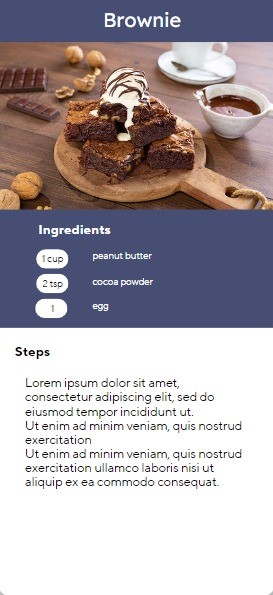 Brownie
Ingredients
1 cup peanut butter
2 tsp cocoa powder
1 egg
Steps
Lorem ipsum dolor sit amet,
consectetur adipiscing elit, sed do
eiusmod tempor incididunt ut.
Ut enim ad minim veniam, quis nostrud
exercitation
Ut enim ad minim veniam, quis nostrud
exercitation ullamco laboris nisi ut
aliquip ex ea commodo consequat.